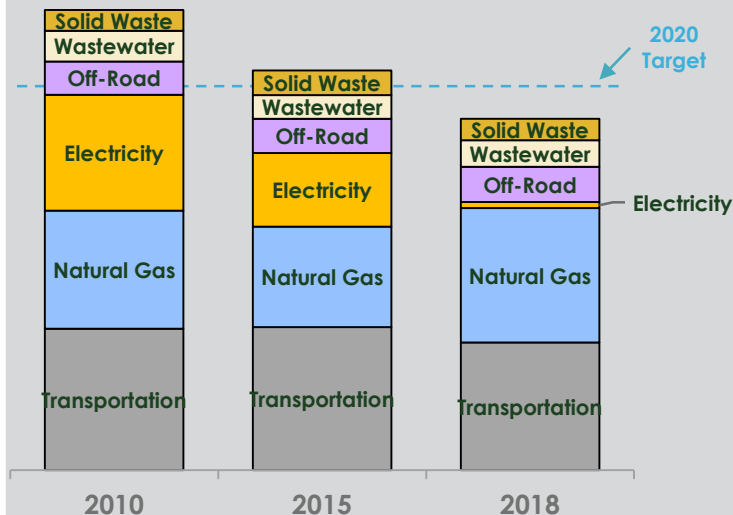 2020
Target
Solid Waste
Wastewater
Off-Road
Electricity
Natural Gas
Transportation
Solid Waste
Wastewater
Off-Road
Electricity
Natural Gas
Transportation
Solid Waste
Wastewater
Off-Road
Electricity
Natural Gas
Transportation
2010
2015
2018